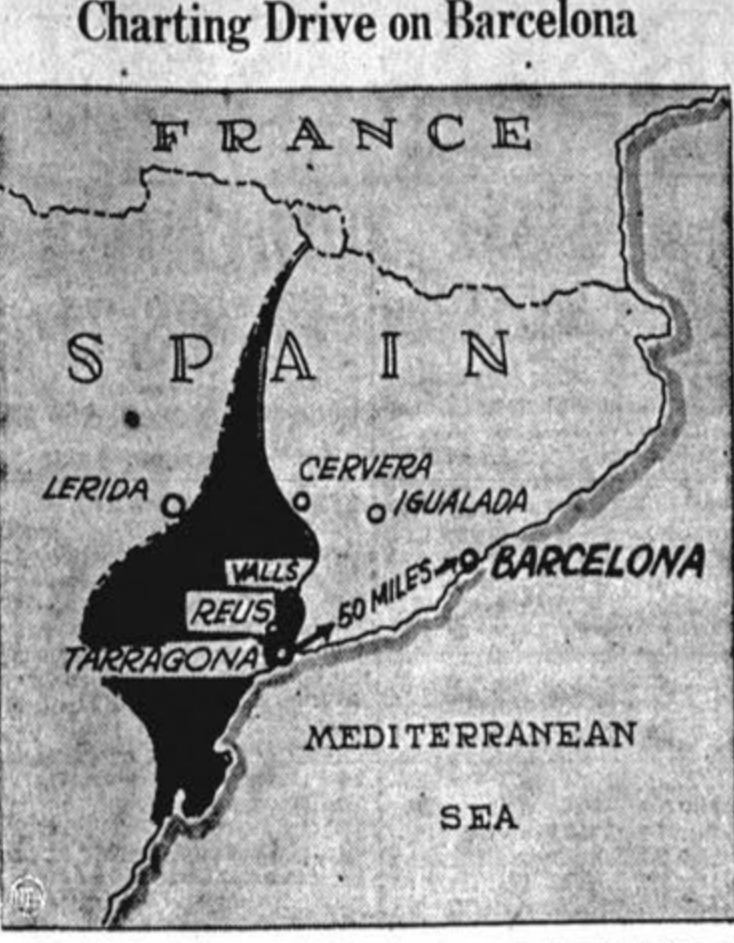 Charting Drive on Barcelona
FRANCE
SPAIN
CERVERA
LERIDA
IGUALADA
VALLS
50 MILES
BARCELONA
REUS
TARRAGONA
MEDITERRANEAN
SEA